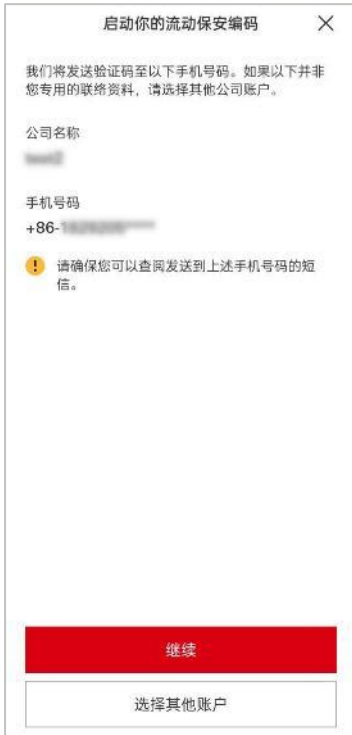 启动你的流动保安编码
我们将发送验证码至以下手机号码。如果以下并非
您专用的联络资料，请选择其他公司账户。
公司名称
手机号码
+86-
请确保您可以查阅发送到上述手机号码的短
信。
继续
选择其他账户